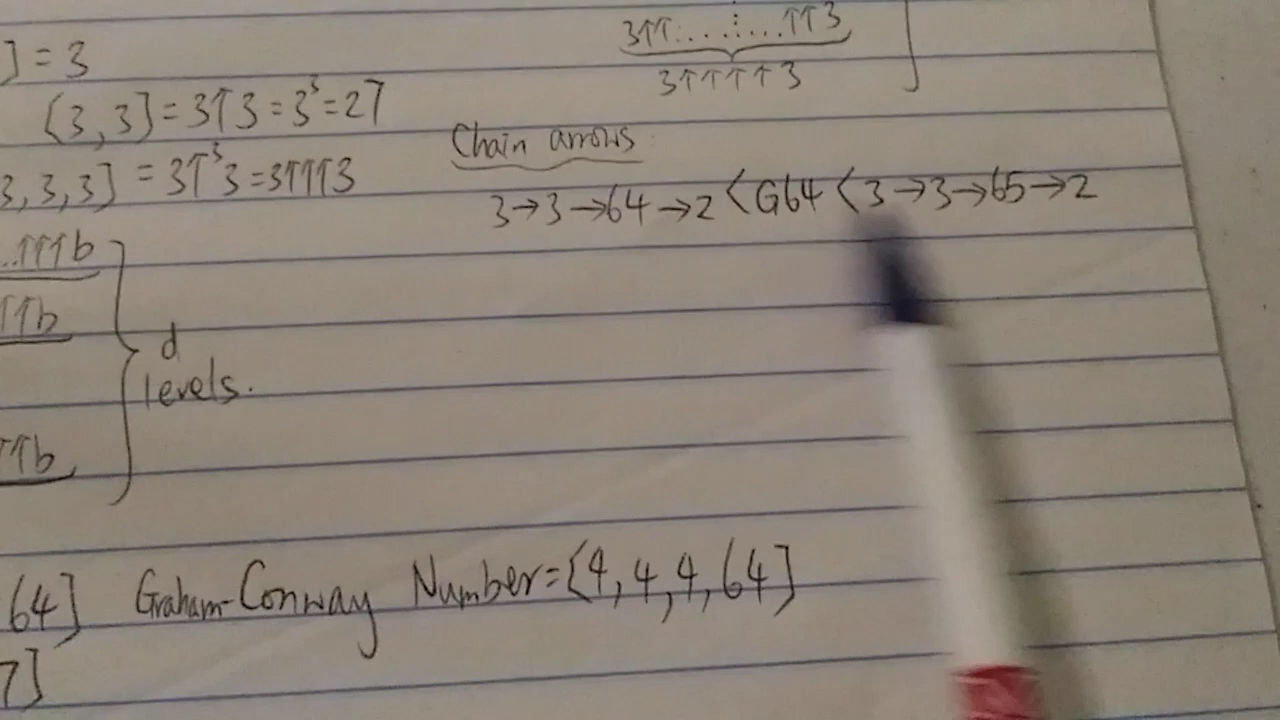 3↑↑...⋮...↑↑3
] = 3
3↑↑↑↑3
[3,3] = 3↑3 = 3³ = 27
Chain arrows
3,3,3] = 3↑³3 = 3↑↑↑3
3→3→64→2 < G64 < 3→3→65→2
..↑↑↑b
↑↑b
d
levels.
↑↑b
64] Graham-Conway Number = [4,4,4,64]
7]